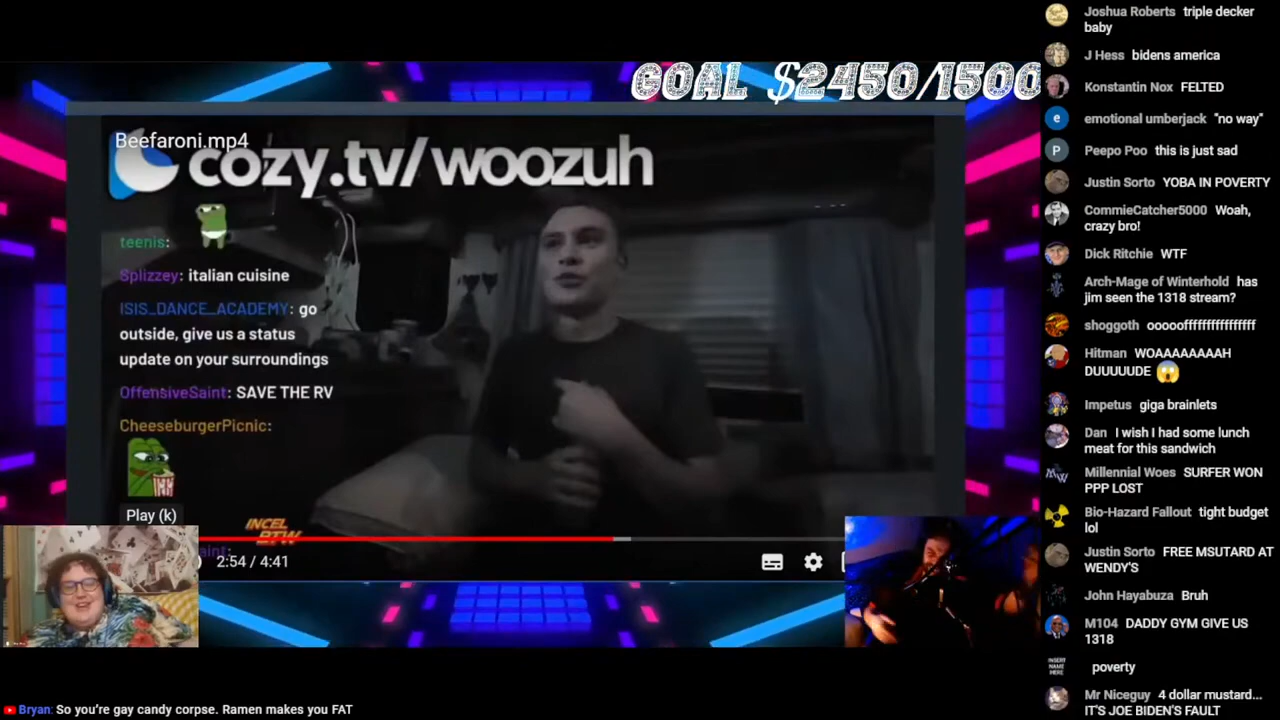 GOAL $2450/1500
Beefaroni.mp4
cozy.tv/woozuh
teenis:
Splizzey: italian cuisine
ISIS_DANCE_ACADEMY: go
outside, give us a status
update on your surroundings
OffensiveSaint: SAVE THE RV
CheeseburgerPicnic:
Play (k)
INCEL
BTW
2:54 / 4:41
Bryan: So you're gay candy corpse. Ramen makes you FAT
Joshua Roberts triple decker
baby
J Hess bidens america
Konstantin Nox FELTED
emotional umberjack "no way"
Peepo Poo this is just sad
Justin Sorto YOBA IN POVERTY
CommieCatcher5000 Woah,
crazy bro!
Dick Ritchie WTF
Arch-Mage of Winterhold has
jim seen the 1318 stream?
shoggoth ooooofffffffffffffffff
Hitman WOAAAAAAAH
DUUUUUDE 😱
Impetus giga brainlets
Dan I wish I had some lunch
meat for this sandwich
Millennial Woes SURFER WON
PPP LOST
Bio-Hazard Fallout tight budget
lol
Justin Sorto FREE MSUTARD AT
WENDY'S
John Hayabuza Bruh
M104 DADDY GYM GIVE US
1318
INSERT
NAME
HERE
poverty
Mr Niceguy 4 dollar mustard...
IT'S JOE BIDEN'S FAULT